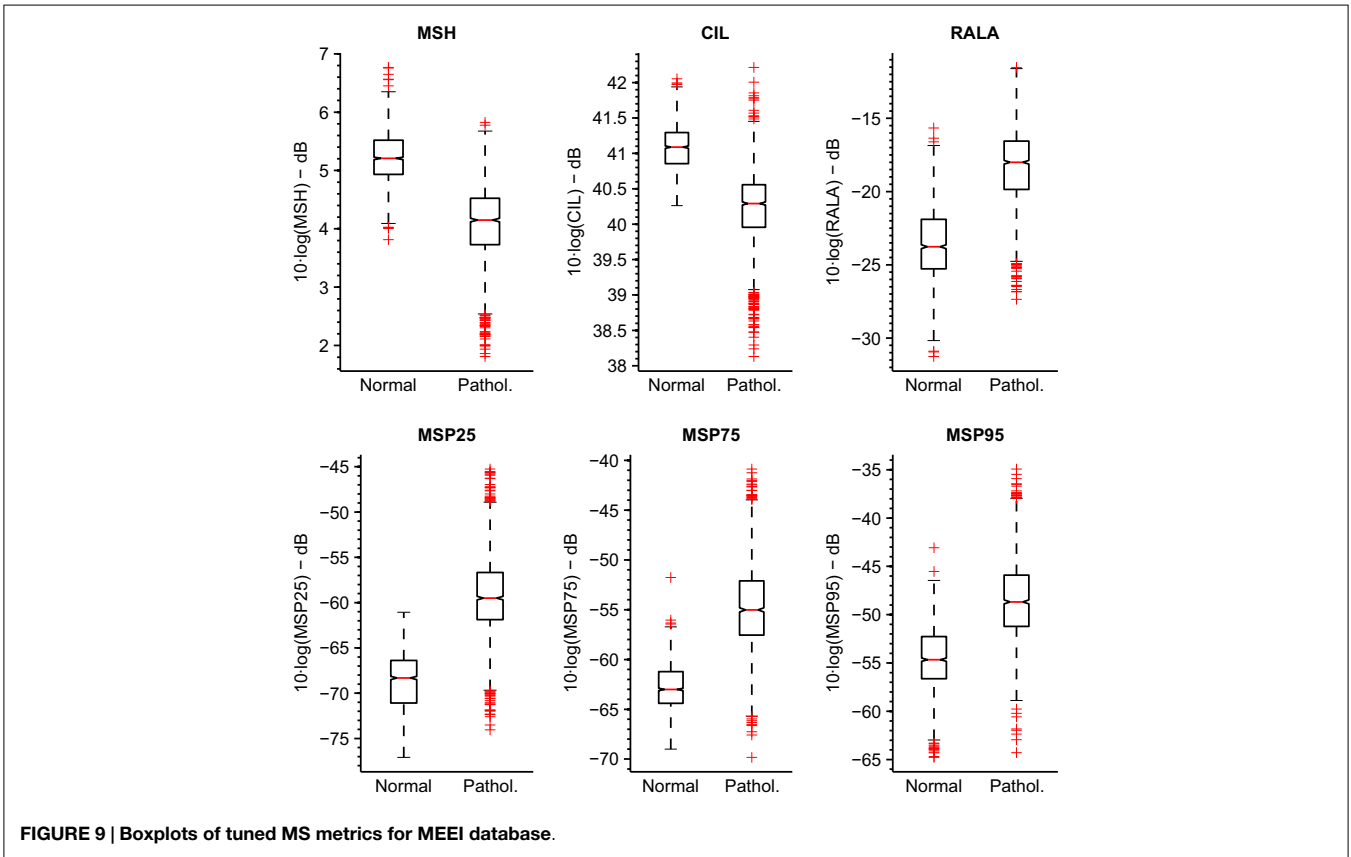 MSH
7
6
5
4
3
2
10·log(MSH) – dB
Normal Pathol.
CIL
42
41.5
41
40.5
40
39.5
39
38.5
38
10·log(CIL) – dB
Normal Pathol.
RALA
−15
−20
−25
−30
10·log(RALA) – dB
Normal Pathol.
MSP25
−45
−50
−55
−60
−65
−70
−75
10·log(MSP25) – dB
Normal Pathol.
MSP75
−40
−45
−50
−55
−60
−65
−70
10·log(MSP75) – dB
Normal Pathol.
MSP95
−35
−40
−45
−50
−55
−60
−65
10·log(MSP95) – dB
Normal Pathol.
FIGURE 9 | Boxplots of tuned MS metrics for MEEI database.